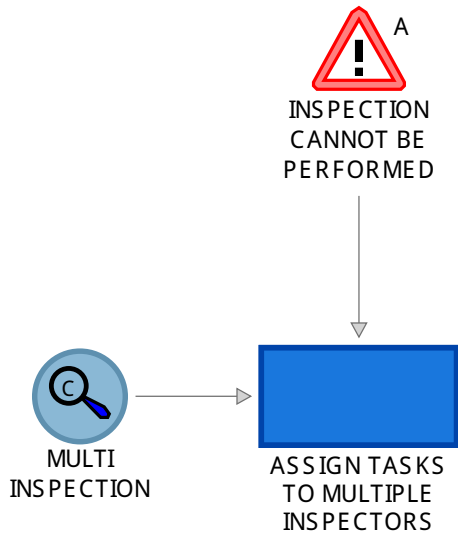 A
INSPECTION
CANNOT BE
PERFORMED
C
MULTI
INSPECTION
ASSIGN TASKS
TO MULTIPLE
INSPECTORS